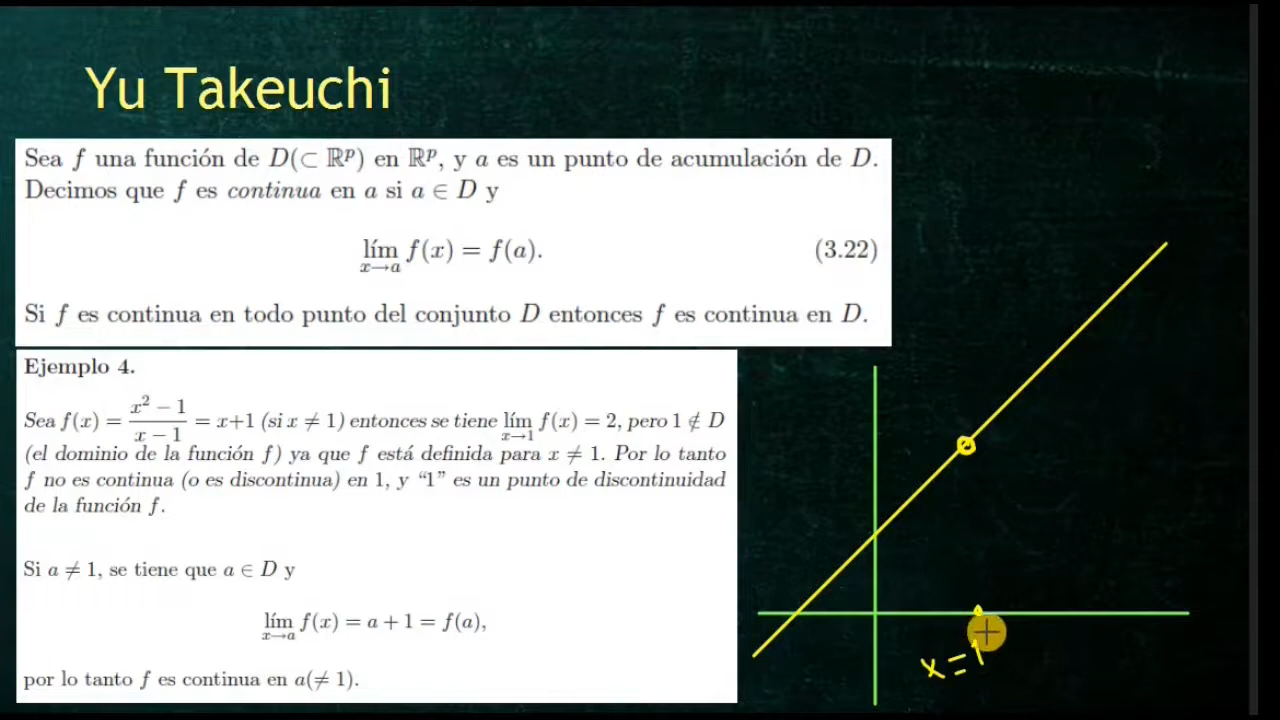 Yu Takeuchi
Sea f una función de D(⊂ ℝᵖ) en ℝᵖ, y a es un punto de acumulación de D.
Decimos que f es continua en a si a ∈ D y
lím f(x) = f(a). (3.22)
x→a
Si f es continua en todo punto del conjunto D entonces f es continua en D.
Ejemplo 4.
Sea f(x) = (x² − 1)/(x − 1) = x+1 (si x ≠ 1) entonces se tiene lím f(x) = 2, pero 1 ∉ D
x→1
(el dominio de la función f) ya que f está definida para x ≠ 1. Por lo tanto
f no es continua (o es discontinua) en 1, y “1” es un punto de discontinuidad
de la función f.
Si a ≠ 1, se tiene que a ∈ D y
lím f(x) = a + 1 = f(a),
x→a
por lo tanto f es continua en a(≠ 1).
x=1